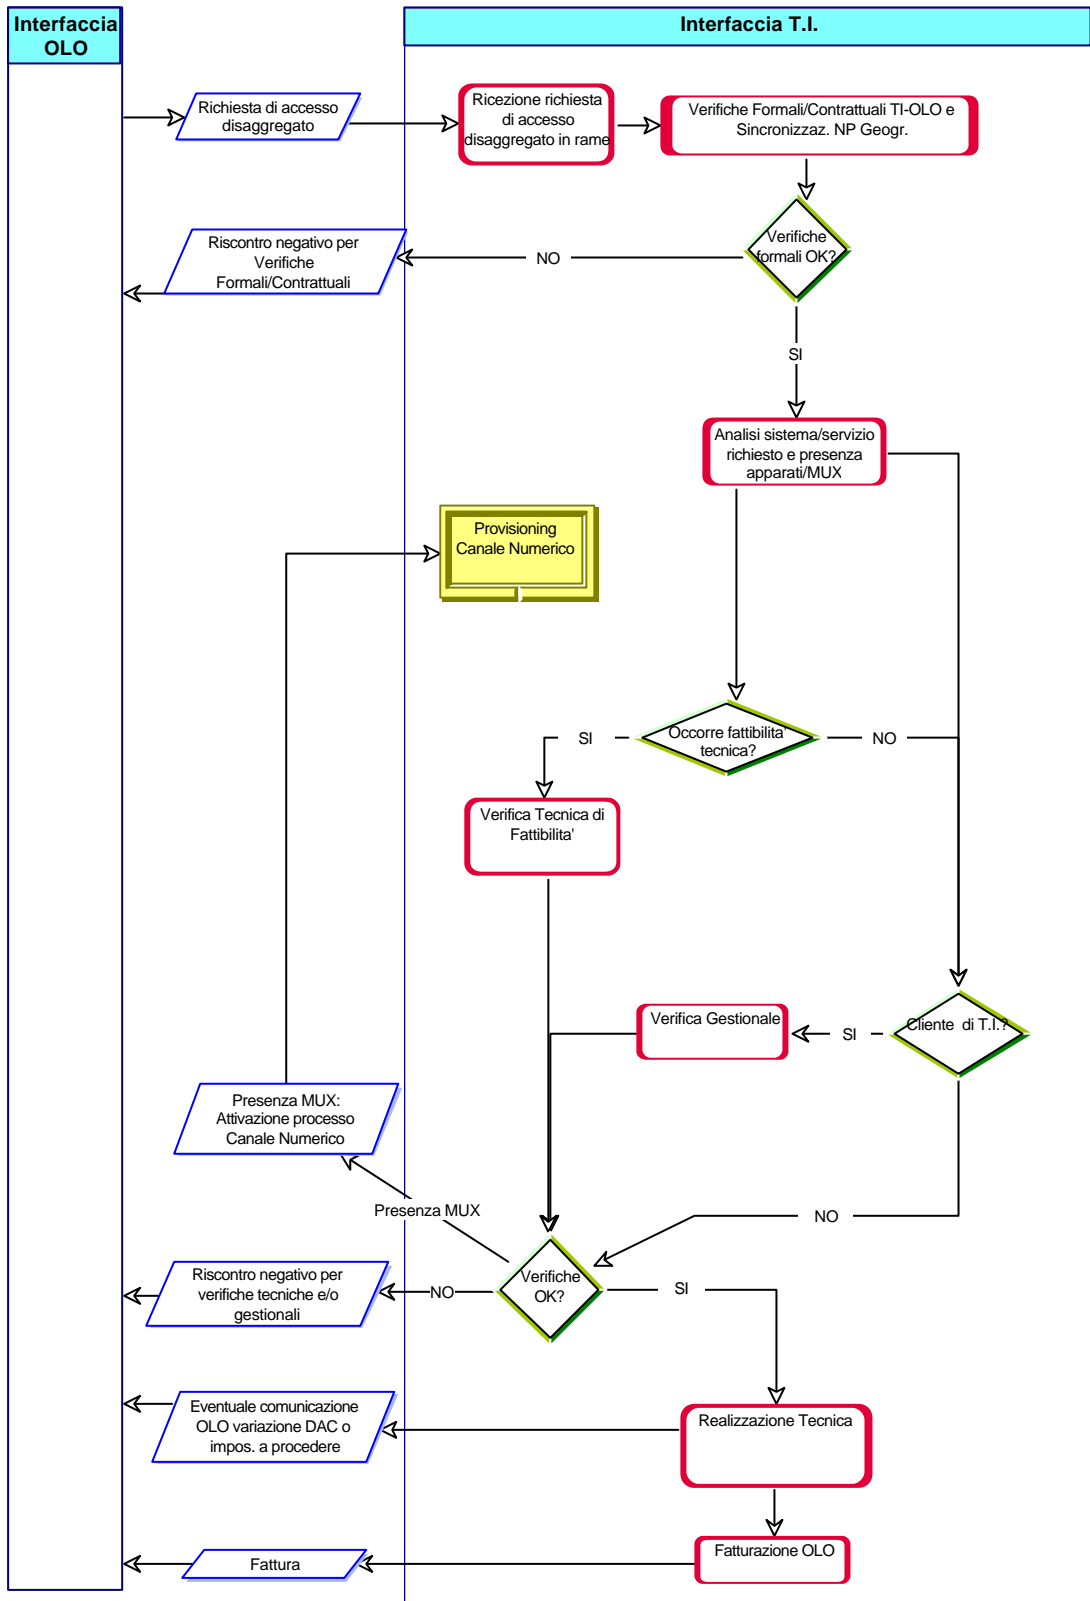 Interfaccia
OLO
Interfaccia T.I.
Richiesta di accesso
disaggregato
Ricezione richiesta
di accesso
disaggregato in rame
Verifiche Formali/Contrattuali TI-OLO e
Sincronizzaz. NP Geogr.
Riscontro negativo per
Verifiche
Formali/Contrattuali
NO
Verifiche
formali OK?
SI
Analisi sistema/servizio
richiesto e presenza
apparati/MUX
Provisioning
Canale Numerico
SI
Occorre fattibilita'
tecnica?
NO
Verifica Tecnica di
Fattibilita'
Verifica Gestionale
SI
Cliente di T.I.?
Presenza MUX:
Attivazione processo
Canale Numerico
Presenza MUX
NO
Riscontro negativo per
verifiche tecniche e/o
gestionali
NO
Verifiche
OK?
SI
Eventuale comunicazione
OLO variazione DAC o
impos. a procedere
Realizzazione Tecnica
Fattura
Fatturazione OLO